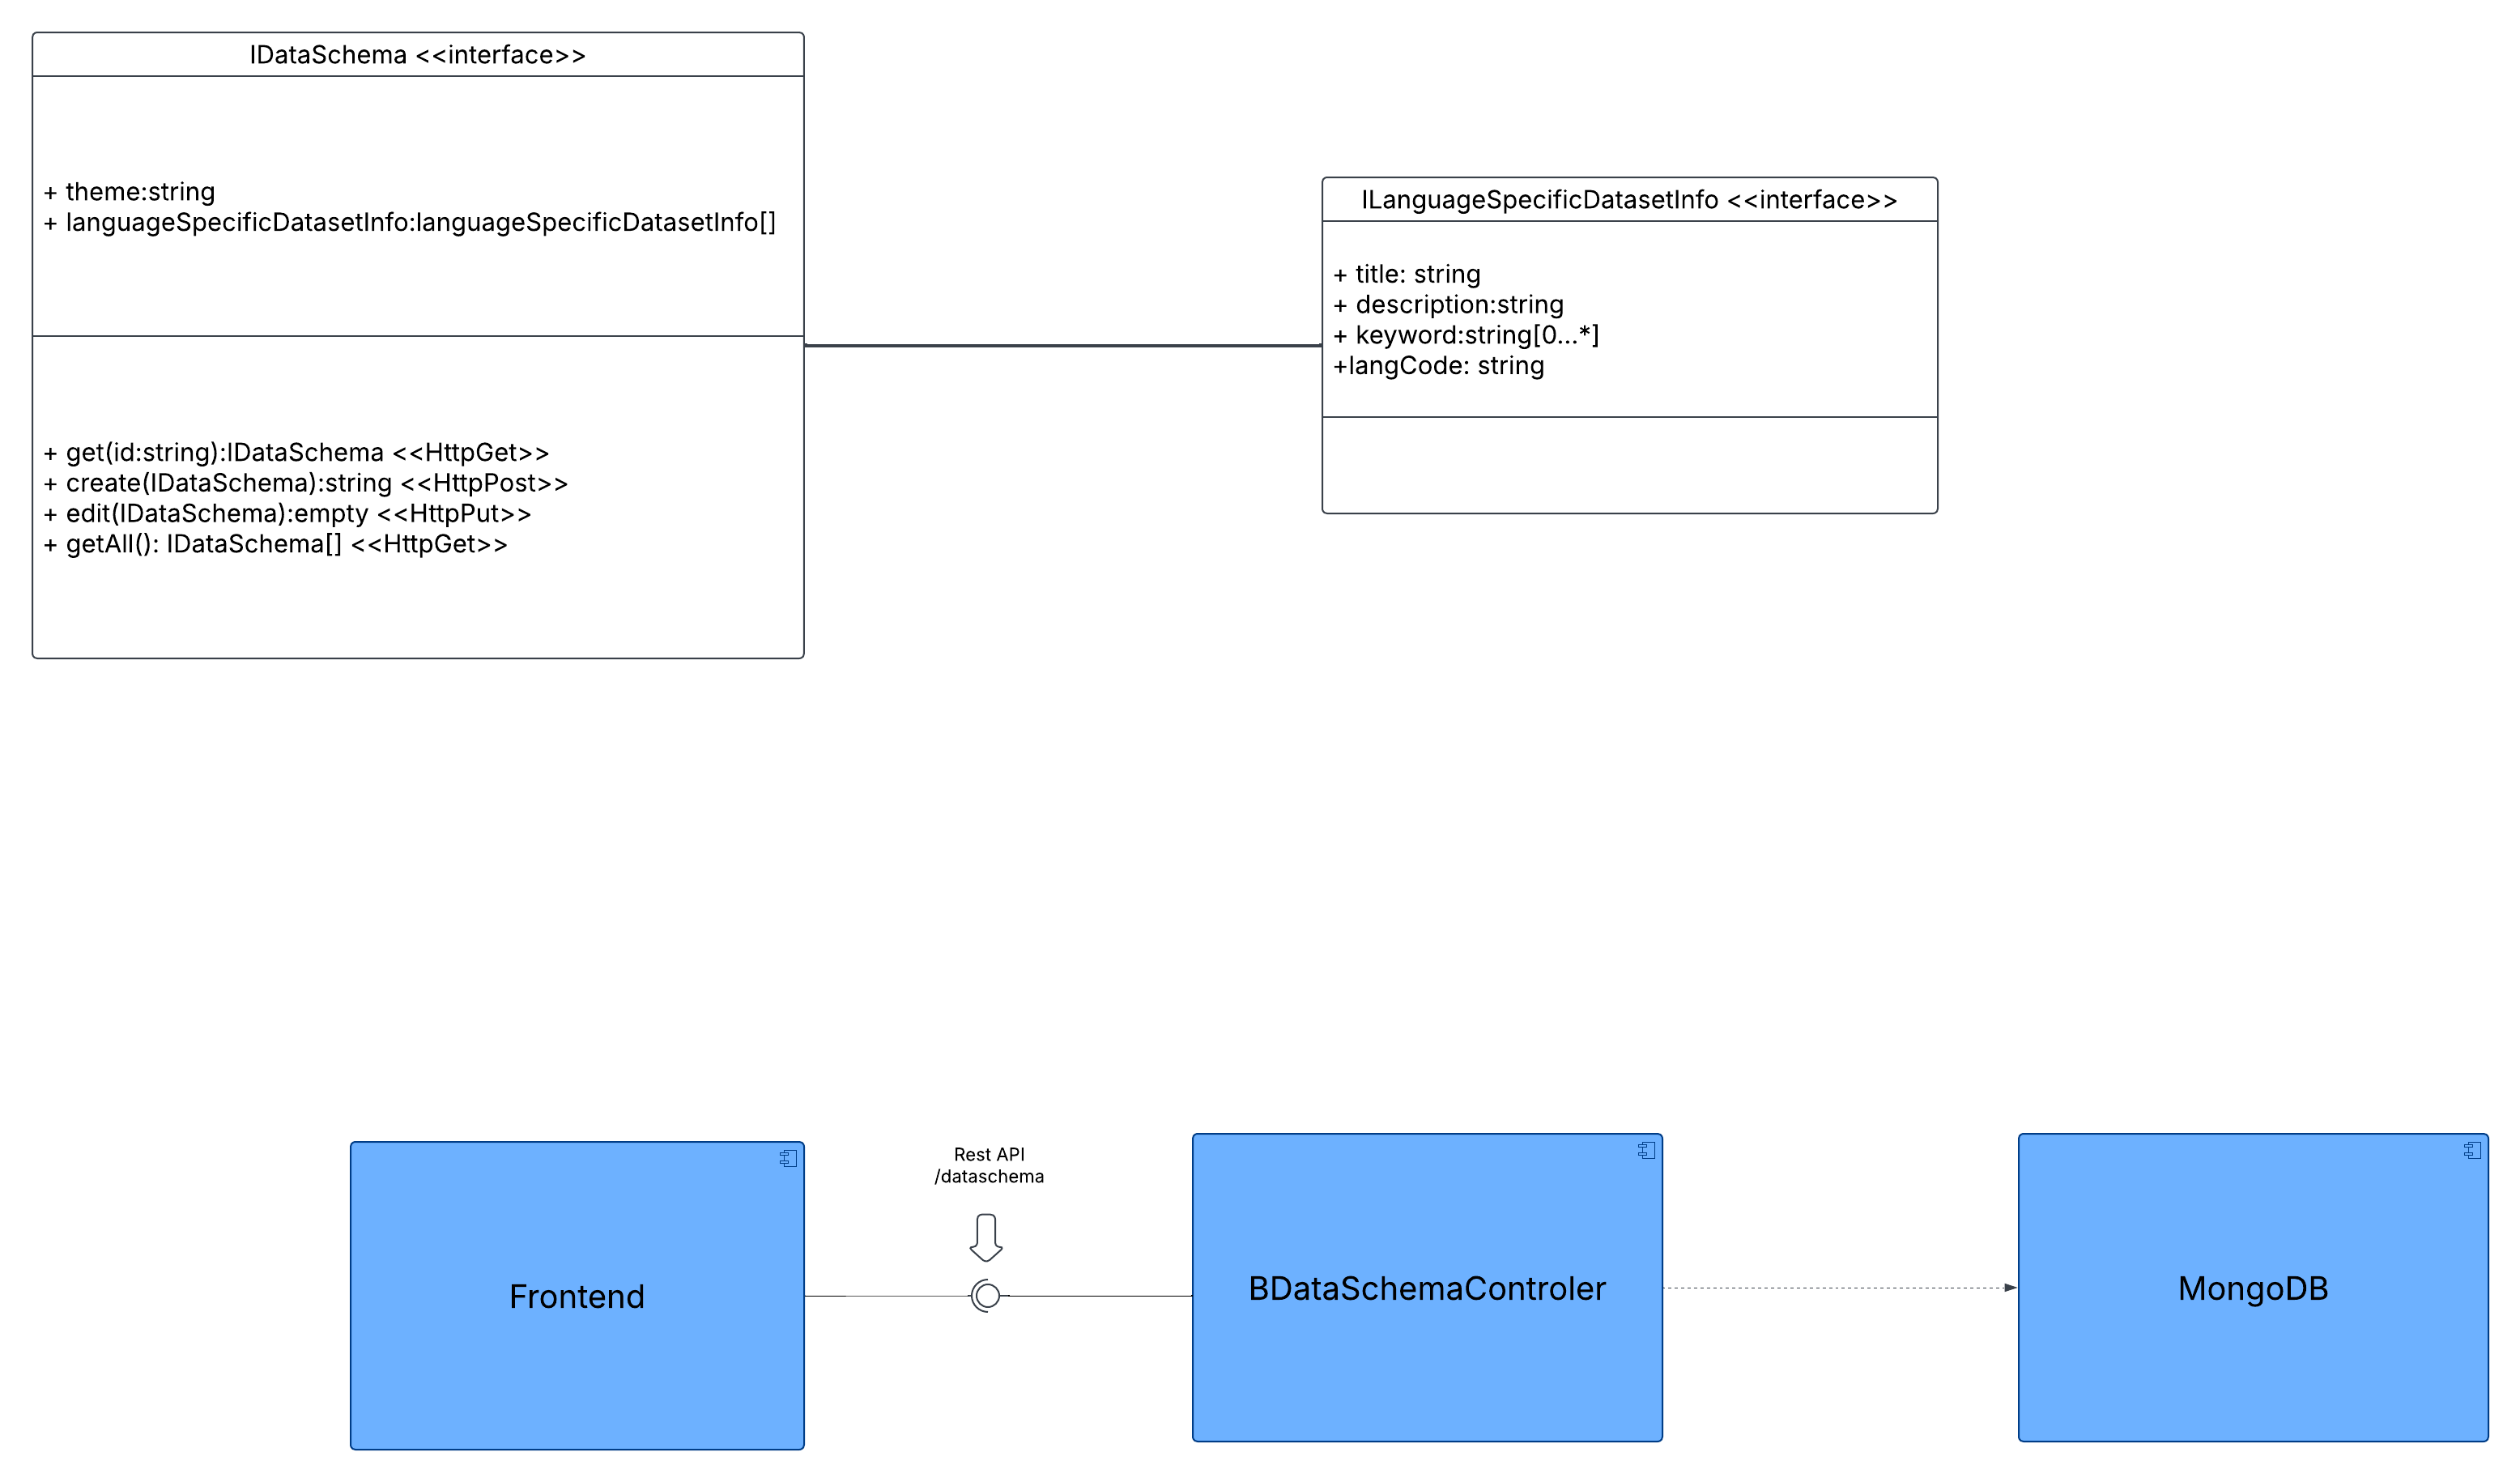 IDataSchema <<interface>>
+ theme:string
+ languageSpecificDatasetInfo:languageSpecificDatasetInfo[]
+ get(id:string):IDataSchema <<HttpGet>>
+ create(IDataSchema):string <<HttpPost>>
+ edit(IDataSchema):empty <<HttpPut>>
+ getAll(): IDataSchema[] <<HttpGet>>
ILanguageSpecificDatasetInfo <<interface>>
+ title: string
+ description:string
+ keyword:string[0...*]
+langCode: string
Frontend
Rest API
/dataschema
BDataSchemaControler
MongoDB